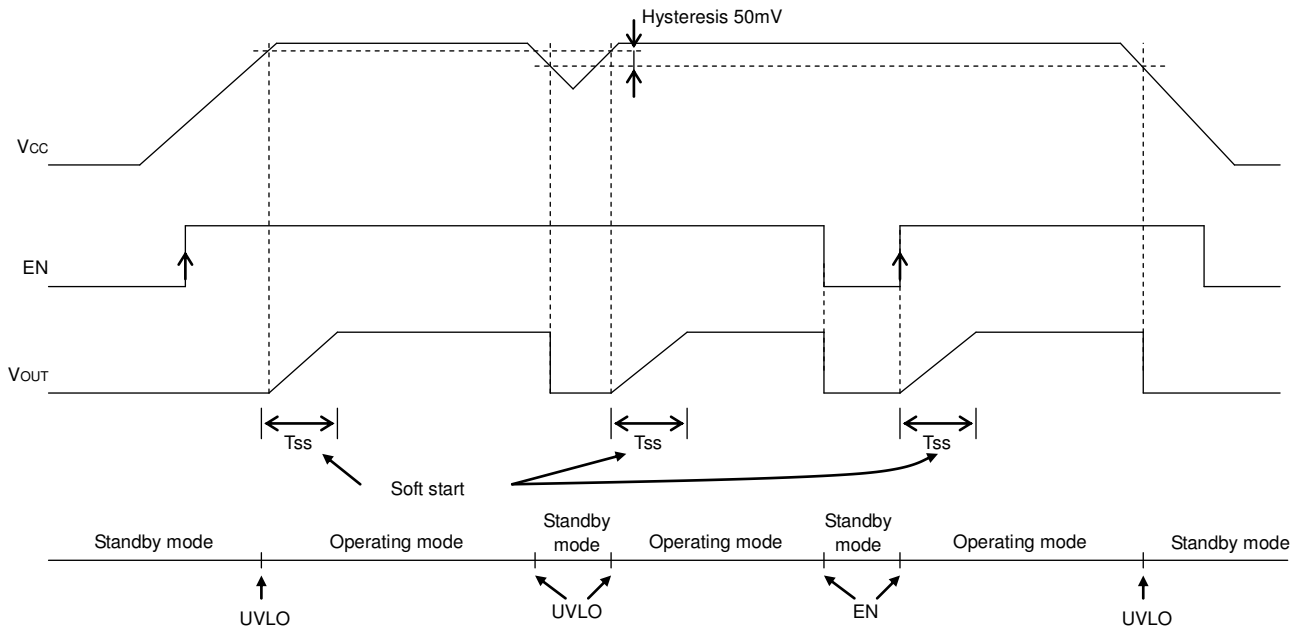 Hysteresis 50mV
VCC
EN
VOUT
Tss
Tss
Tss
Soft start
Standby mode
Operating mode
Standby
mode
Operating mode
Standby
mode
Operating mode
Standby mode
UVLO
UVLO
EN
UVLO